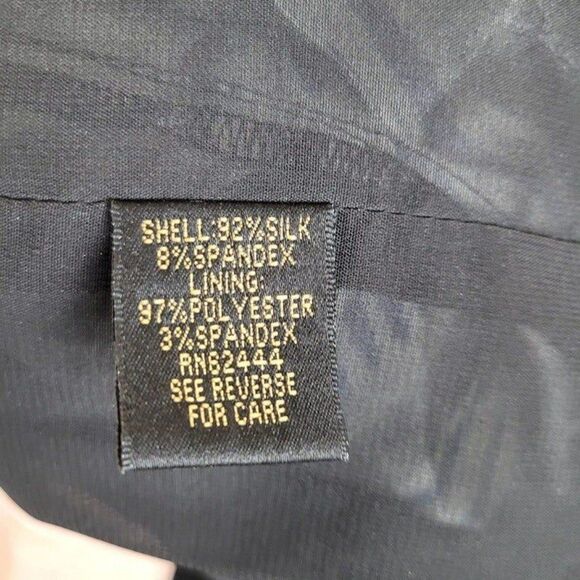 SHELL:92%SILK
8%SPANDEX
LINING:
97%POLYESTER
3%SPANDEX
RN62444
SEE REVERSE
FOR CARE